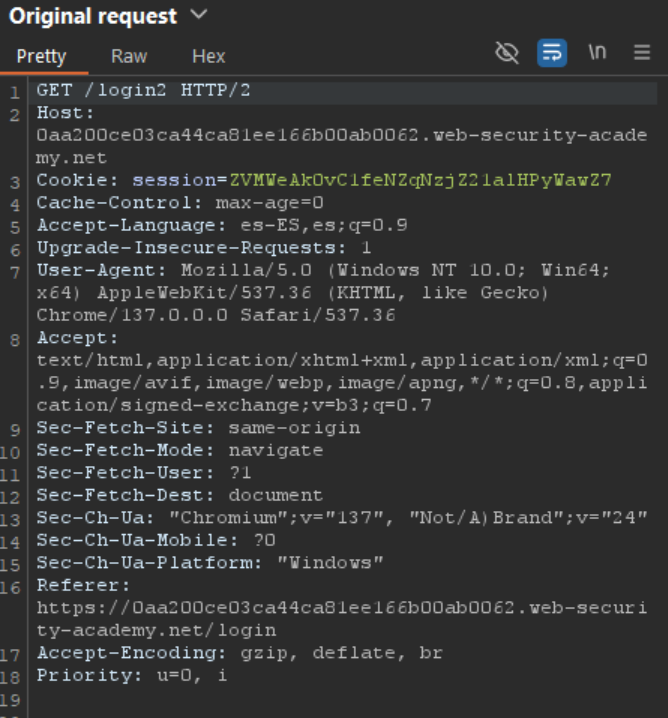 Original request
Pretty Raw Hex \n
1 GET /login2 HTTP/2
2 Host:
0aa200ce03ca44ca81ee166b00ab0062.web-security-acade
my.net
3 Cookie: session=ZVMWeAkOvC1feNZqNzjZ21alHPyWawZ7
4 Cache-Control: max-age=0
5 Accept-Language: es-ES,es;q=0.9
6 Upgrade-Insecure-Requests: 1
7 User-Agent: Mozilla/5.0 (Windows NT 10.0; Win64;
x64) AppleWebKit/537.36 (KHTML, like Gecko)
Chrome/137.0.0.0 Safari/537.36
8 Accept:
text/html,application/xhtml+xml,application/xml;q=0
.9,image/avif,image/webp,image/apng,*/*;q=0.8,appli
cation/signed-exchange;v=b3;q=0.7
9 Sec-Fetch-Site: same-origin
10 Sec-Fetch-Mode: navigate
11 Sec-Fetch-User: ?1
12 Sec-Fetch-Dest: document
13 Sec-Ch-Ua: "Chromium";v="137", "Not/A)Brand";v="24"
14 Sec-Ch-Ua-Mobile: ?0
15 Sec-Ch-Ua-Platform: "Windows"
16 Referer:
https://0aa200ce03ca44ca81ee166b00ab0062.web-securi
ty-academy.net/login
17 Accept-Encoding: gzip, deflate, br
18 Priority: u=0, i
19